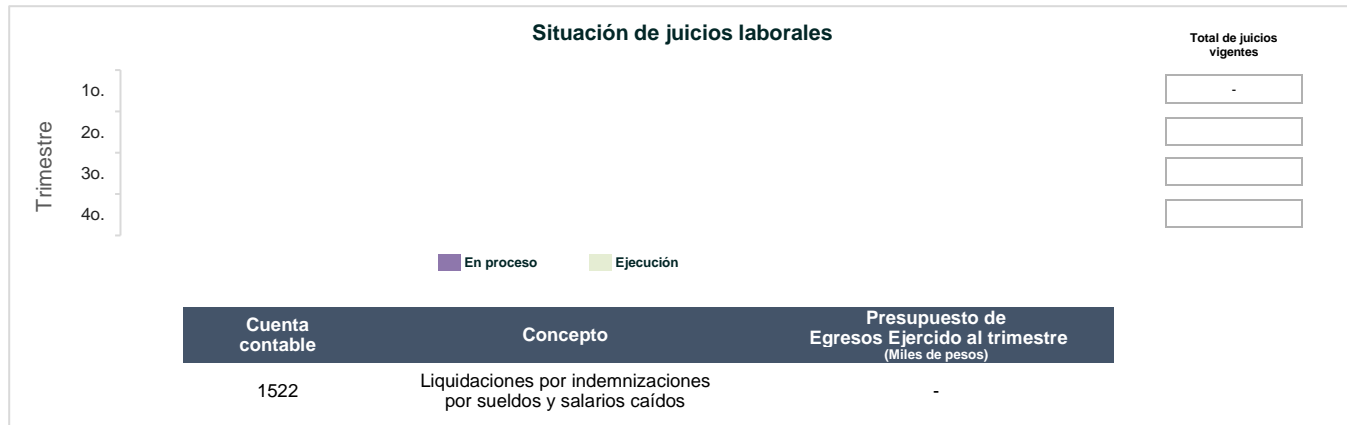 Situación de juicios laborales
Total de juicios
vigentes
Trimestre
1o.
-
2o.
3o.
4o.
En proceso
Ejecución
Cuenta
contable
Concepto
Presupuesto de
Egresos Ejercido al trimestre
(Miles de pesos)
1522
Liquidaciones por indemnizaciones
por sueldos y salarios caídos
-